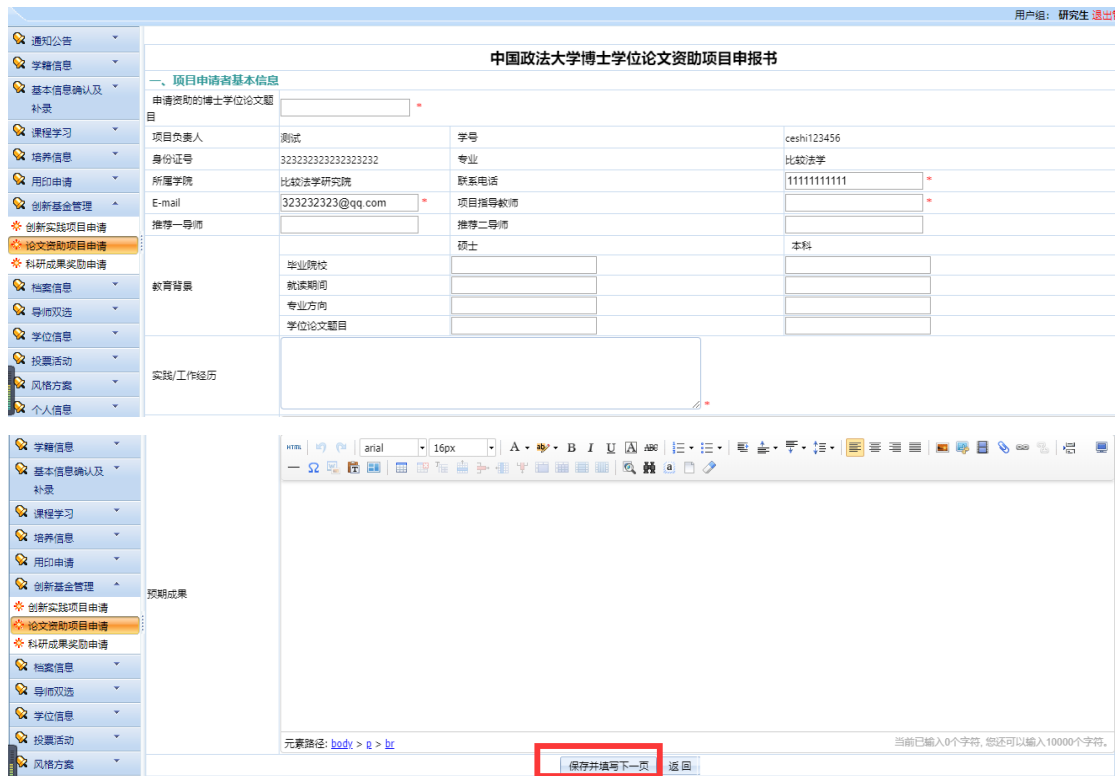 用户组： 研究生 退出
通知公告
学籍信息
基本信息确认及
补录
课程学习
培养信息
用印申请
创新基金管理
创新实践项目申请
论文资助项目申请
科研成果奖励申请
档案信息
导师双选
学位信息
投票活动
风格方案
个人信息
中国政法大学博士学位论文资助项目申报书
一、项目申请者基本信息
申请资助的博士学位论文题
目 *
项目负责人 测试 学号 ceshi123456
身份证号 323232323232323232 专业 比较法学
所属学院 比较法学研究院 联系电话 11111111111 *
E-mail 323232323@qq.com * 项目指导教师 *
推荐一导师 推荐二导师
硕士 本科
教育背景
毕业院校
就读期间
专业方向
学位论文题目
实践/工作经历 *
学籍信息
基本信息确认及
补录
课程学习
培养信息
用印申请
创新基金管理
创新实践项目申请
论文资助项目申请
科研成果奖励申请
档案信息
导师双选
学位信息
投票活动
风格方案
HTML arial 16px A ab B I U A ABC
Ω a
预期成果
元素路径: body > p > br 当前已输入0个字符, 您还可以输入10000个字符。
保存并填写下一页 返回